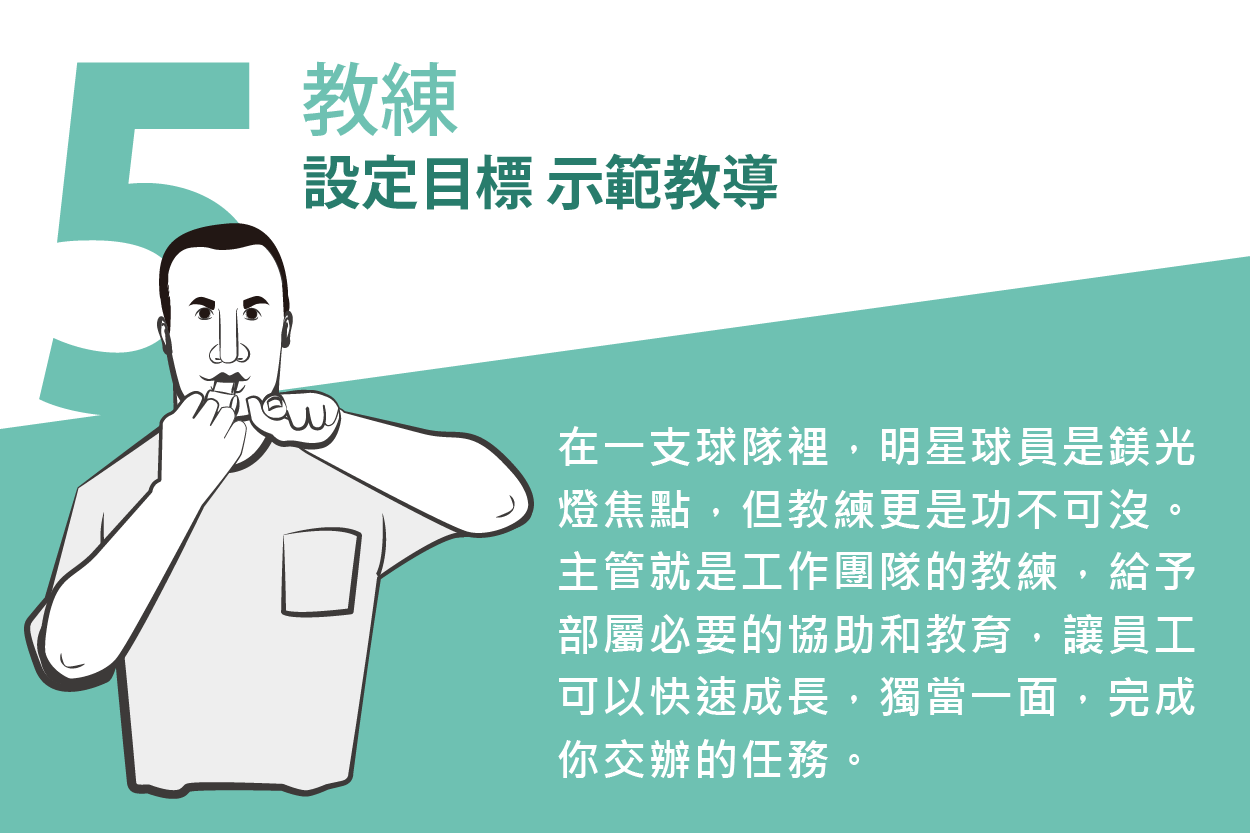 5
教練
設定目標 示範教導
在一支球隊裡，明星球員是鎂光
燈焦點，但教練更是功不可沒。
主管就是工作團隊的教練，給予
部屬必要的協助和教育，讓員工
可以快速成長，獨當一面，完成
你交辦的任務。